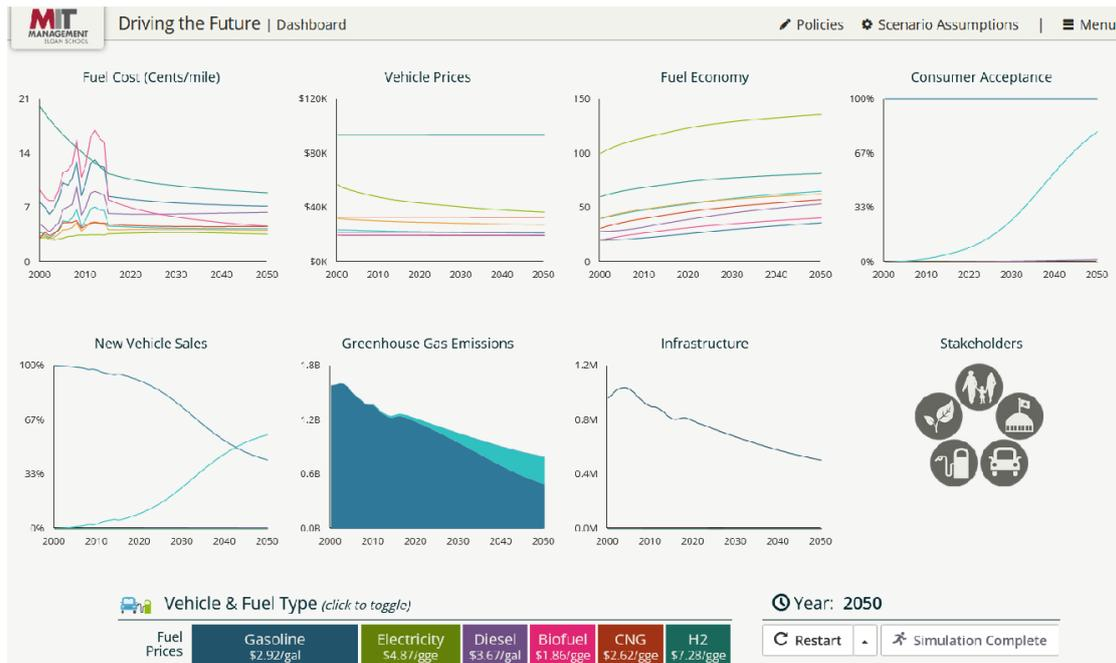 MIT
MANAGEMENT
SLOAN SCHOOL
Driving the Future | Dashboard
Policies
Scenario Assumptions
|
Menu
Fuel Cost (Cents/mile)
21
14
7
0
2000 2010 2020 2030 2040 2050
Vehicle Prices
$120K
$80K
$40K
$0K
2000 2010 2020 2030 2040 2050
Fuel Economy
150
100
50
0
2000 2010 2020 2030 2040 2050
Consumer Acceptance
100%
67%
33%
0%
2000 2010 2020 2030 2040 2050
New Vehicle Sales
100%
67%
33%
0%
2000 2010 2020 2030 2040 2050
Greenhouse Gas Emissions
1.8B
1.2B
0.6B
0.0B
2000 2010 2020 2030 2040 2050
Infrastructure
1.2M
0.8M
0.4M
0.0M
2000 2010 2020 2030 2040 2050
Stakeholders
Vehicle & Fuel Type (click to toggle)
Year: 2050
Fuel Prices
Gasoline
$2.92/gal
Electricity
$4.87/gge
Diesel
$3.67/gal
Biofuel
$1.86/gge
CNG
$2.62/gge
H2
$7.28/gge
Restart
Simulation Complete